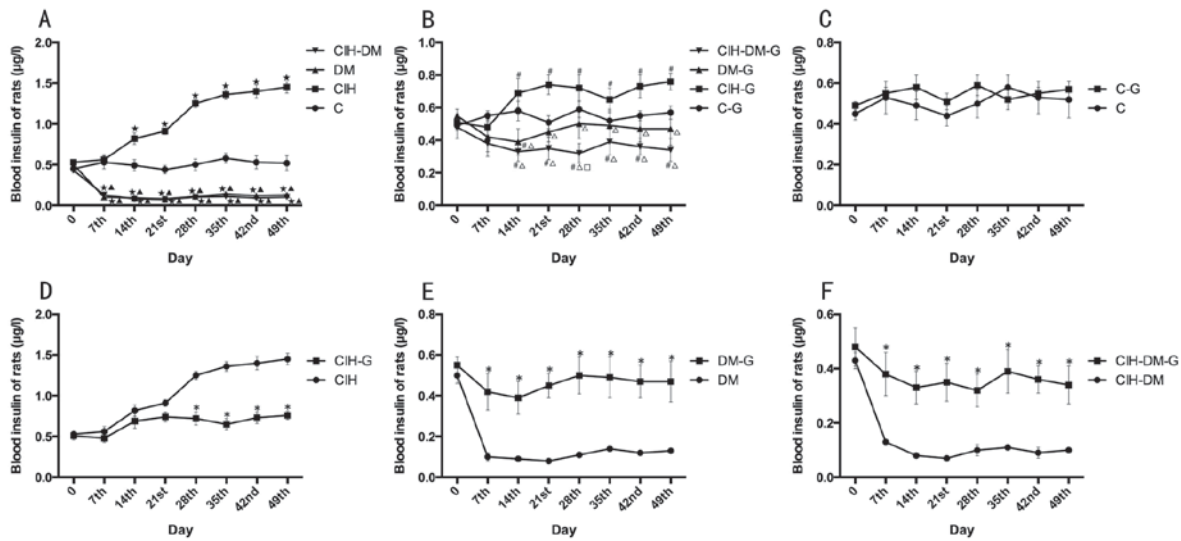 A
Blood insulin of rats (µg/l)
2.0
1.5
1.0
0.5
0.0
0
7th
14th
21st
28th
35th
42nd
49th
Day
CIH-DM
DM
CIH
C
B
Blood insulin of rats (µg/l)
1.0
0.8
0.6
0.4
0.2
0.0
0
7th
14th
21st
28th
35th
42nd
49th
Day
CIH-DM-G
DM-G
CIH-G
C-G
C
Blood insulin of rats (µg/l)
0.8
0.6
0.4
0.2
0.0
0
7th
14th
21st
28th
35th
42nd
49th
Day
C-G
C
D
Blood insulin of rats (µg/l)
2.0
1.5
1.0
0.5
0.0
0
7th
14th
21st
28th
35th
42nd
49th
Day
CIH-G
CIH
E
Blood insulin of rats (µg/l)
0.8
0.6
0.4
0.2
0.0
0
7th
14th
21st
28th
35th
42nd
49th
Day
DM-G
DM
F
Blood insulin of rats (µg/l)
0.6
0.4
0.2
0.0
0
7th
14th
21st
28th
35th
42nd
49th
Day
CIH-DM-G
CIH-DM